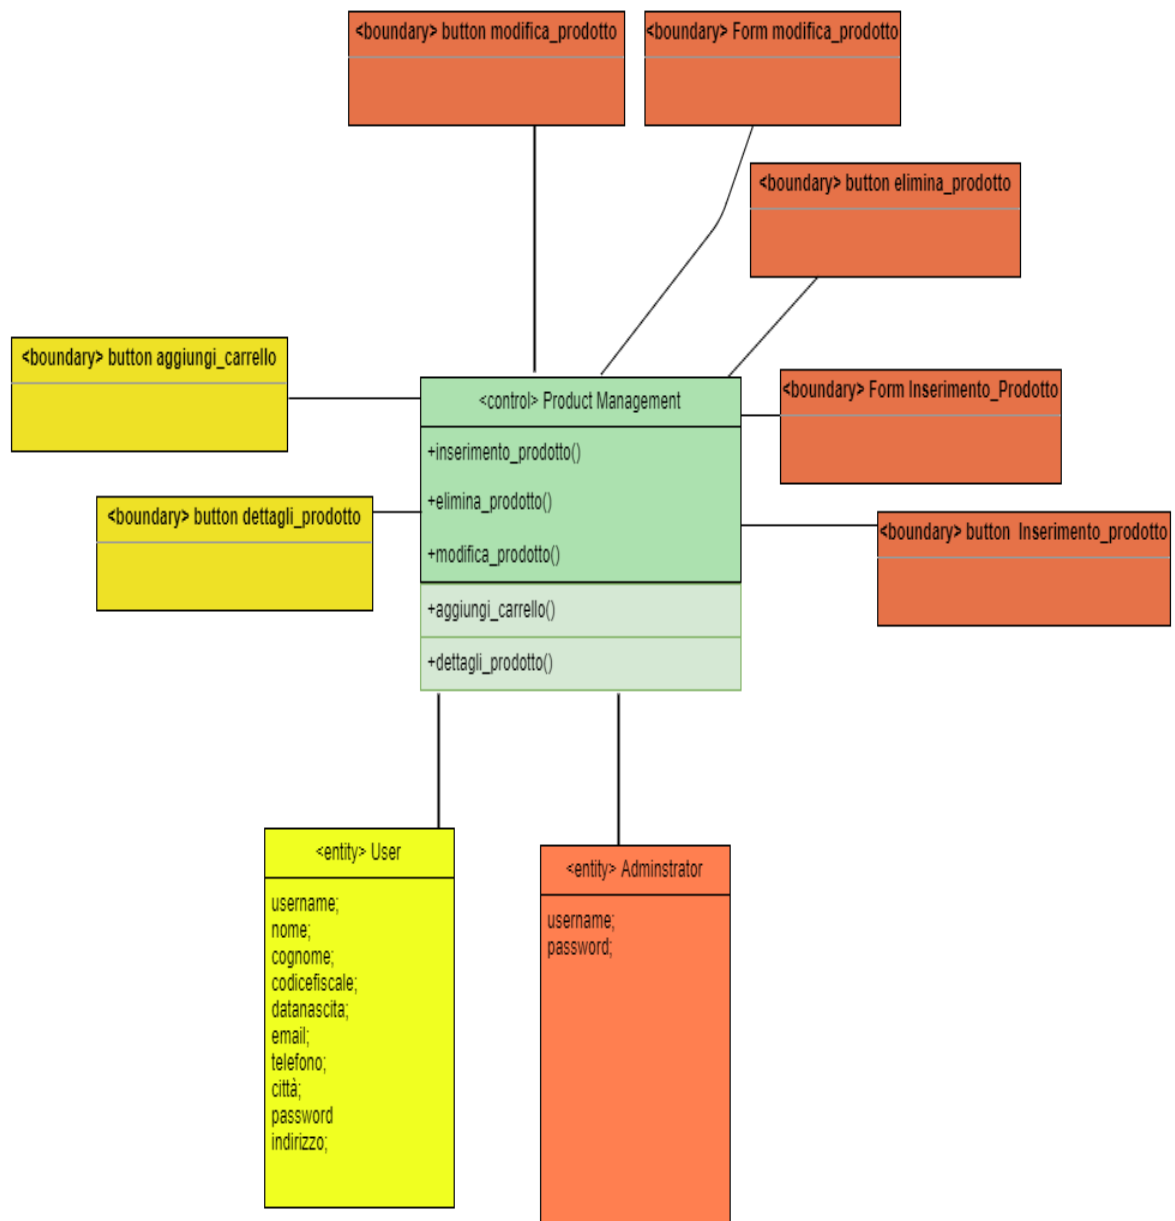 <boundary> button modifica_prodotto
<boundary> Form modifica_prodotto
<boundary> button elimina_prodotto
<boundary> button aggiungi_carrello
<control> Product Management
+inserimento_prodotto()
+elimina_prodotto()
+modifica_prodotto()
+aggiungi_carrello()
+dettagli_prodotto()
<boundary> Form Inserimento_Prodotto
<boundary> button dettagli_prodotto
<boundary> button  Inserimento_prodotto
<entity> User
username;
nome;
cognome;
codicefiscale;
datanascita;
email;
telefono;
città;
password
indirizzo;
<entity> Adminstrator
username;
password;